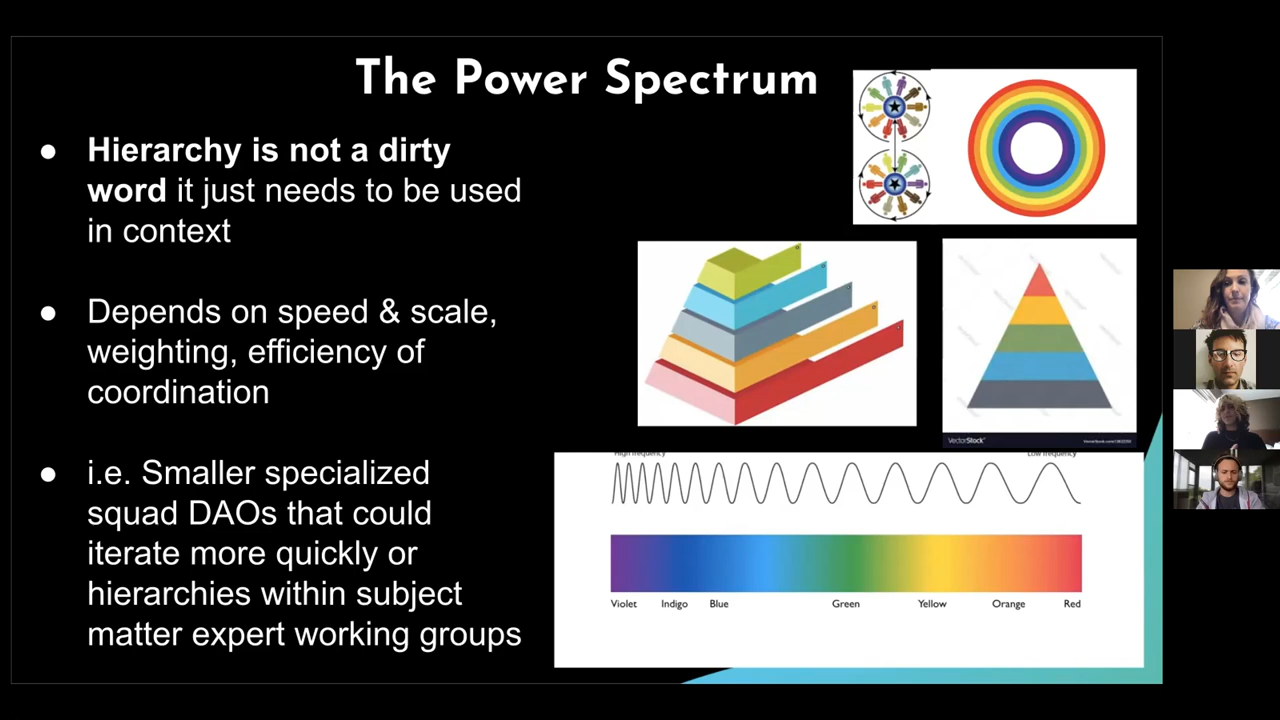 The Power Spectrum
● Hierarchy is not a dirty
word it just needs to be used
in context
● Depends on speed & scale,
weighting, efficiency of
coordination
● i.e. Smaller specialized
squad DAOs that could
iterate more quickly or
hierarchies within subject
matter expert working groups
VectorStock
High frequency
Low frequency
Violet Indigo Blue Green Yellow Orange Red